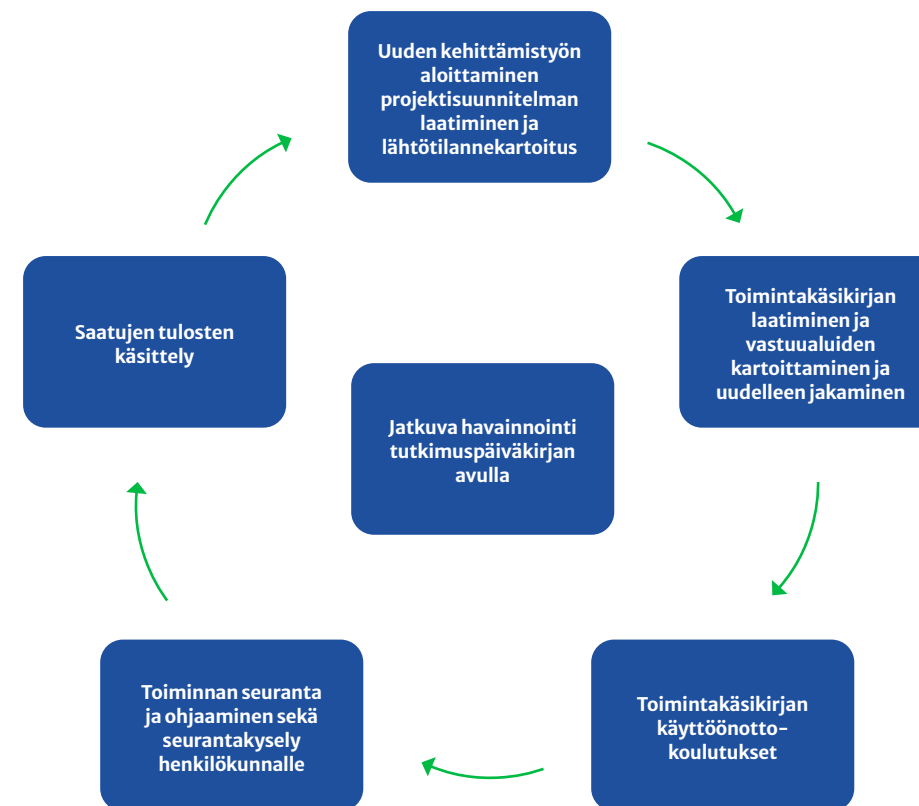 Uuden kehittämistyön
aloittaminen
projektisuunnitelman
laatiminen ja
lähtötilannekartoitus
Toimintakäsikirjan
laatiminen ja
vastuualuiden
kartoittaminen ja
uudelleen jakaminen
Toimintakäsikirjan
käyttöönotto-
koulutukset
Toiminnan seuranta
ja ohjaaminen sekä
seurantakysely
henkilökunnalle
Saatujen tulosten
käsittely
Jatkuva havainnointi
tutkimuspäiväkirjan
avulla